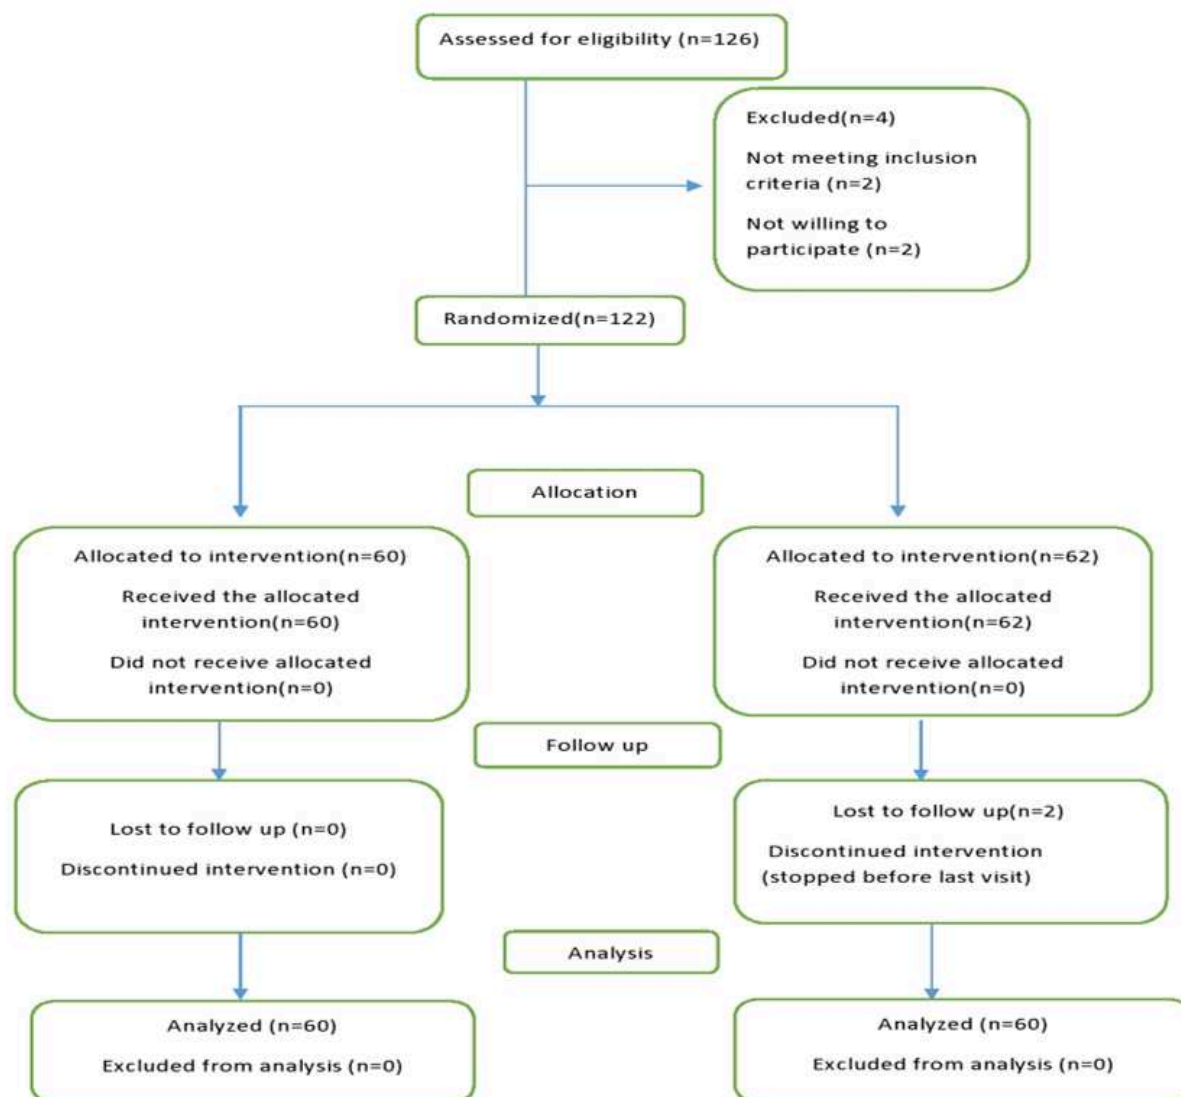 Assessed for eligibility (n=126)
Excluded(n=4)
Not meeting inclusion
criteria (n=2)
Not willing to
participate (n=2)
Randomized(n=122)
Allocation
Allocated to intervention(n=60)
Received the allocated
intervention(n=60)
Did not receive allocated
intervention(n=0)
Allocated to intervention(n=62)
Received the allocated
intervention(n=62)
Did not receive allocated
intervention(n=0)
Follow up
Lost to follow up (n=0)
Discontinued intervention (n=0)
Lost to follow up(n=2)
Discontinued intervention
(stopped before last visit)
Analysis
Analyzed (n=60)
Excluded from analysis (n=0)
Analyzed (n=60)
Excluded from analysis (n=0)